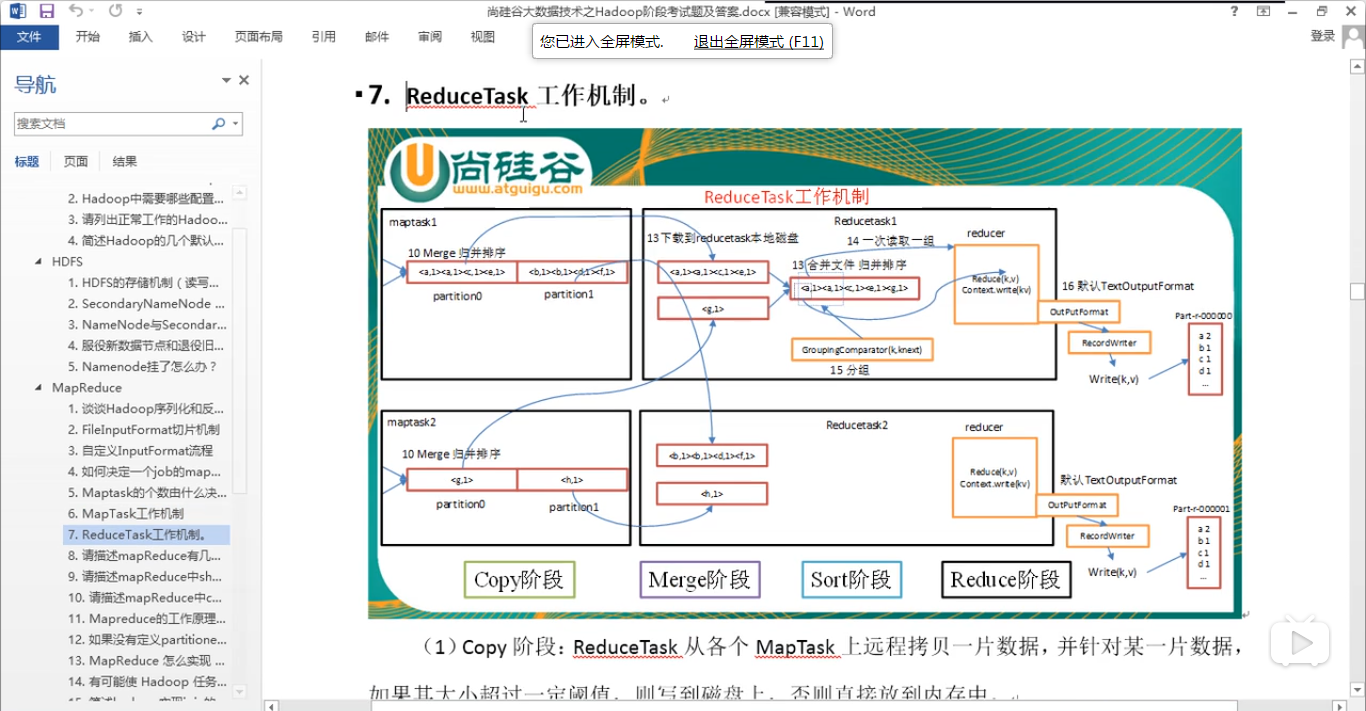 尚硅谷大数据技术之Hadoop阶段考试题及答案.docx [兼容模式] - Word
文件 开始 插入 设计 页面布局 引用 邮件 审阅 视图 登录
您已进入全屏模式. 退出全屏模式 (F11)
导航
搜索文档
标题 页面 结果
2. Hadoop中需要哪些配置...
3. 请列出正常工作的Hadoo...
4. 简述Hadoop的几个默认...
HDFS
1. HDFS的存储机制（读写...
2. SecondaryNameNode ...
3. NameNode与Secondar...
4. 服役新数据节点和退役旧...
5. Namenode挂了怎么办？
MapReduce
1. 谈谈Hadoop序列化和反...
2. FileInputFormat切片机制
3. 自定义InputFormat流程
4. 如何决定一个job的map...
5. Maptask的个数由什么决...
6. MapTask工作机制
7. ReduceTask工作机制。
8. 请描述mapReduce有几...
9. 请描述mapReduce中sh...
10. 请描述mapReduce中c...
11. Mapreduce的工作原理...
12. 如果没有定义partitione...
13. MapReduce 怎么实现 ...
14. 有可能使 Hadoop 任务...
7. ReduceTask 工作机制。
尚硅谷
www.atguigu.com
ReduceTask工作机制
maptask1
10 Merge 归并排序
<a,1><a,1><c,1><e,1> <b,1><b,1><d,1><f,1>
partition0 partition1
Reducetask1
13下载到reducetask本地磁盘
14 一次读取一组
reducer
13 合并文件 归并排序
<a,1><a,1><c,1><e,1>
<a,1><a,1><c,1><e,1><g,1>
<g,1>
Reduce(k,v)
Context.write(kv)
GroupingComparator(k,knext)
15 分组
16 默认TextOutputFormat
OutPutFormat
RecordWriter
Write(k,v)
Part-r-000000
a 2
b 1
c 1
d 1
...
maptask2
10 Merge 归并排序
<g,1> <h,1>
partition0 partition1
Reducetask2
reducer
<b,1><b,1><d,1><f,1>
<h,1>
Reduce(k,v)
Context.write(kv)
默认TextOutputFormat
OutPutFormat
RecordWriter
Write(k,v)
Part-r-000001
a 2
b 1
c 1
d 1
...
Copy阶段 Merge阶段 Sort阶段 Reduce阶段
（1）Copy 阶段：ReduceTask 从各个 MapTask 上远程拷贝一片数据，并针对某一片数据，
如果其大小超过一定阈值，则写到磁盘上，否则直接放到内存中。